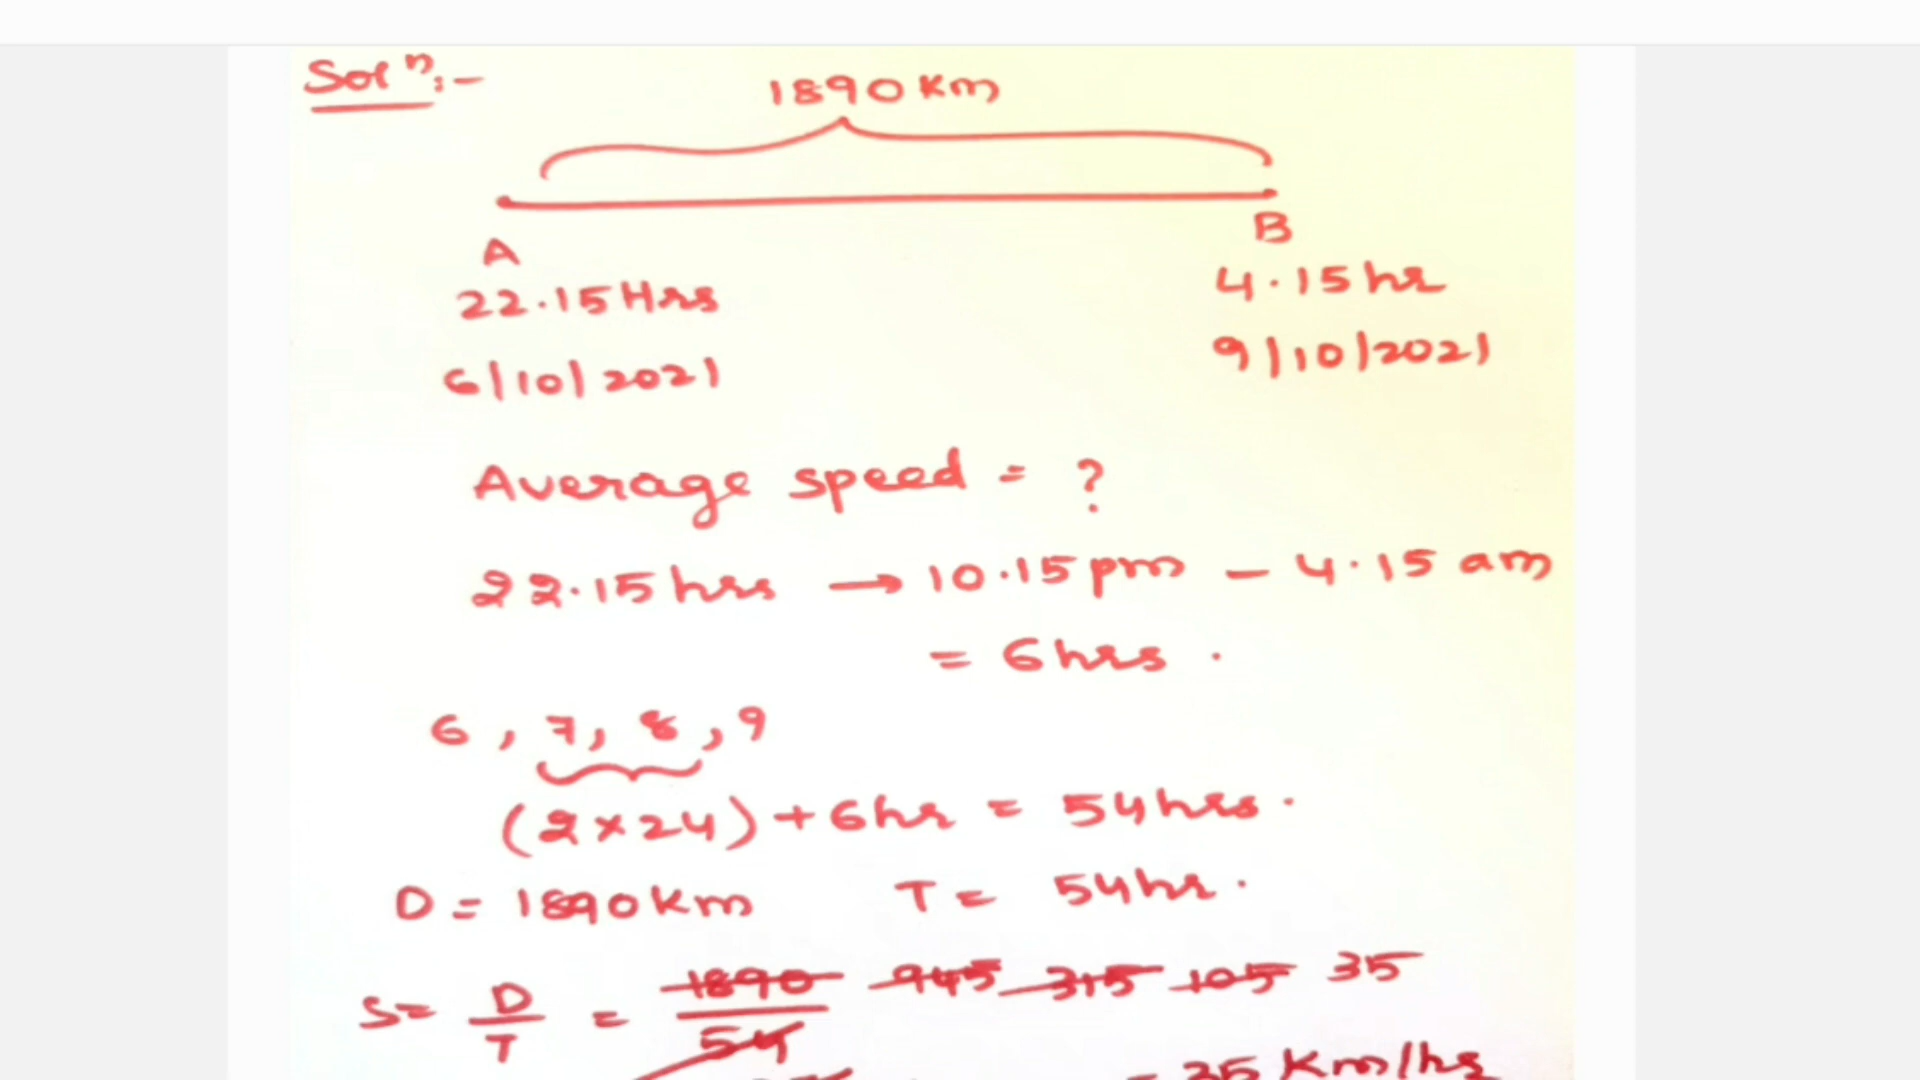 Solⁿ:-
1890 Km
A
B
22.15 Hrs
4.15 hr
6/10/2021
9/10/2021
Average speed = ?
22.15 hrs → 10.15 pm - 4.15 am
= 6 hrs .
6 , 7, 8, 9
(2×24) + 6 hr = 54 hrs.
D = 1890 Km T = 54 hr.
S = D/T = 1890/54 945 315 105 35
= 35 Km/hr